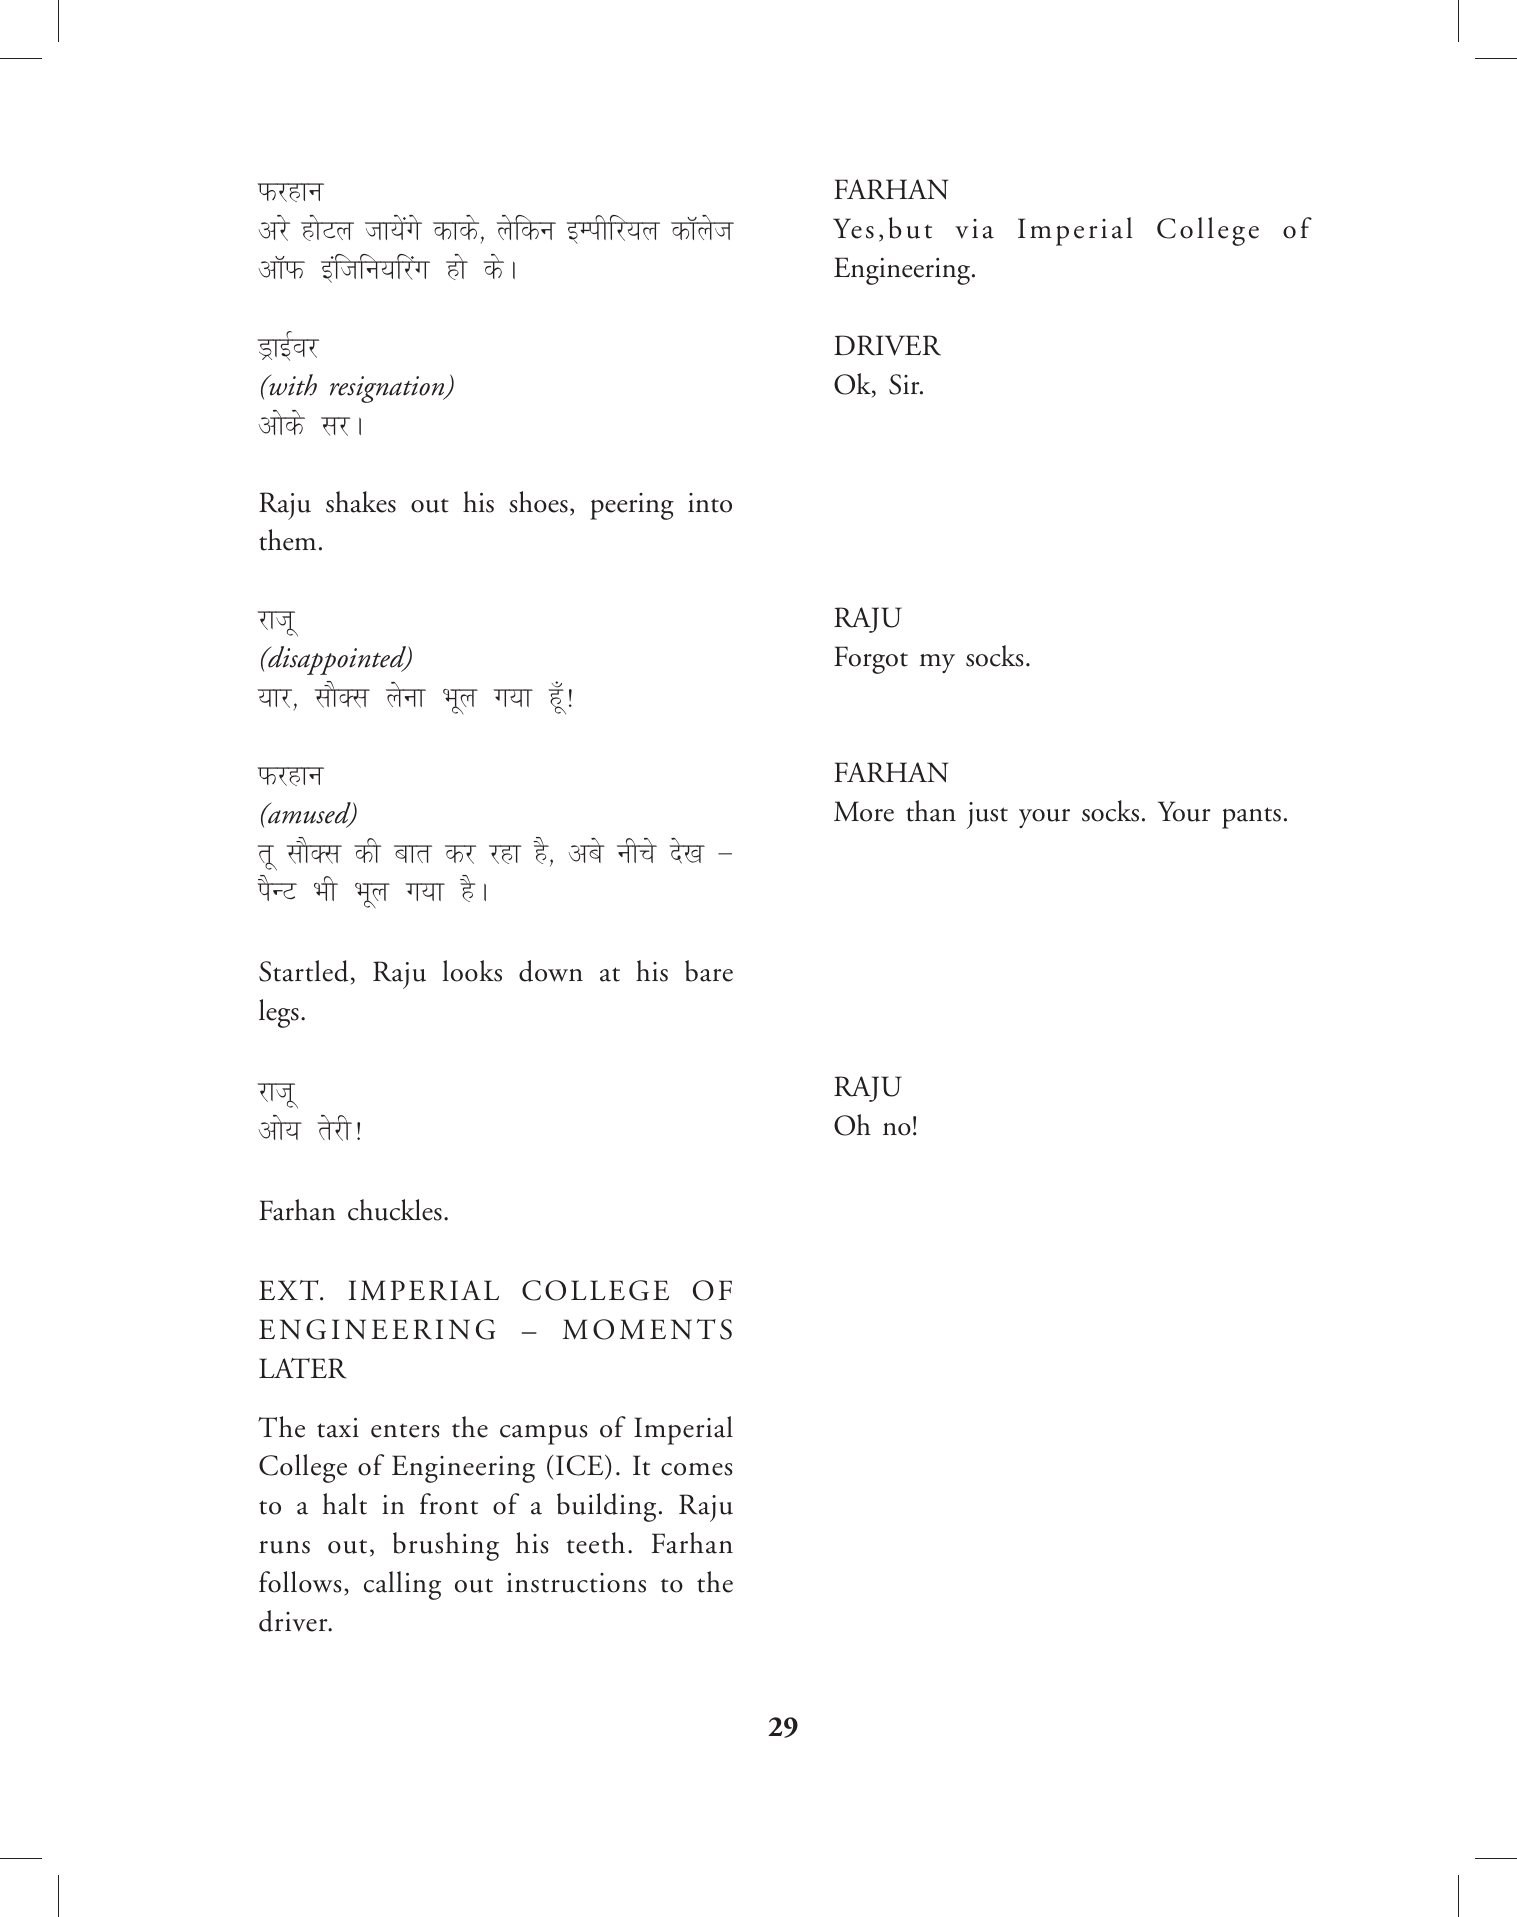 फरहान
अरे होटल जायेंगे काके, लेकिन इम्पीरियल कॉलेज
ऑफ इंजिनियरिंग हो के।
ड्राईवर
(with resignation)
ओके सर।
Raju shakes out his shoes, peering into
them.
राजू
(disappointed)
यार, सौक्स लेना भूल गया हूँ!
फरहान
(amused)
तू सौक्स की बात कर रहा है, अबे नीचे देख –
पैन्ट भी भूल गया है।
Startled, Raju looks down at his bare
legs.
राजू
ओय तेरी!
Farhan chuckles.
EXT. IMPERIAL COLLEGE OF
ENGINEERING – MOMENTS
LATER
The taxi enters the campus of Imperial
College of Engineering (ICE). It comes
to a halt in front of a building. Raju
runs out, brushing his teeth. Farhan
follows, calling out instructions to the
driver.
FARHAN
Yes,but via Imperial College of
Engineering.
DRIVER
Ok, Sir.
RAJU
Forgot my socks.
FARHAN
More than just your socks. Your pants.
RAJU
Oh no!
29